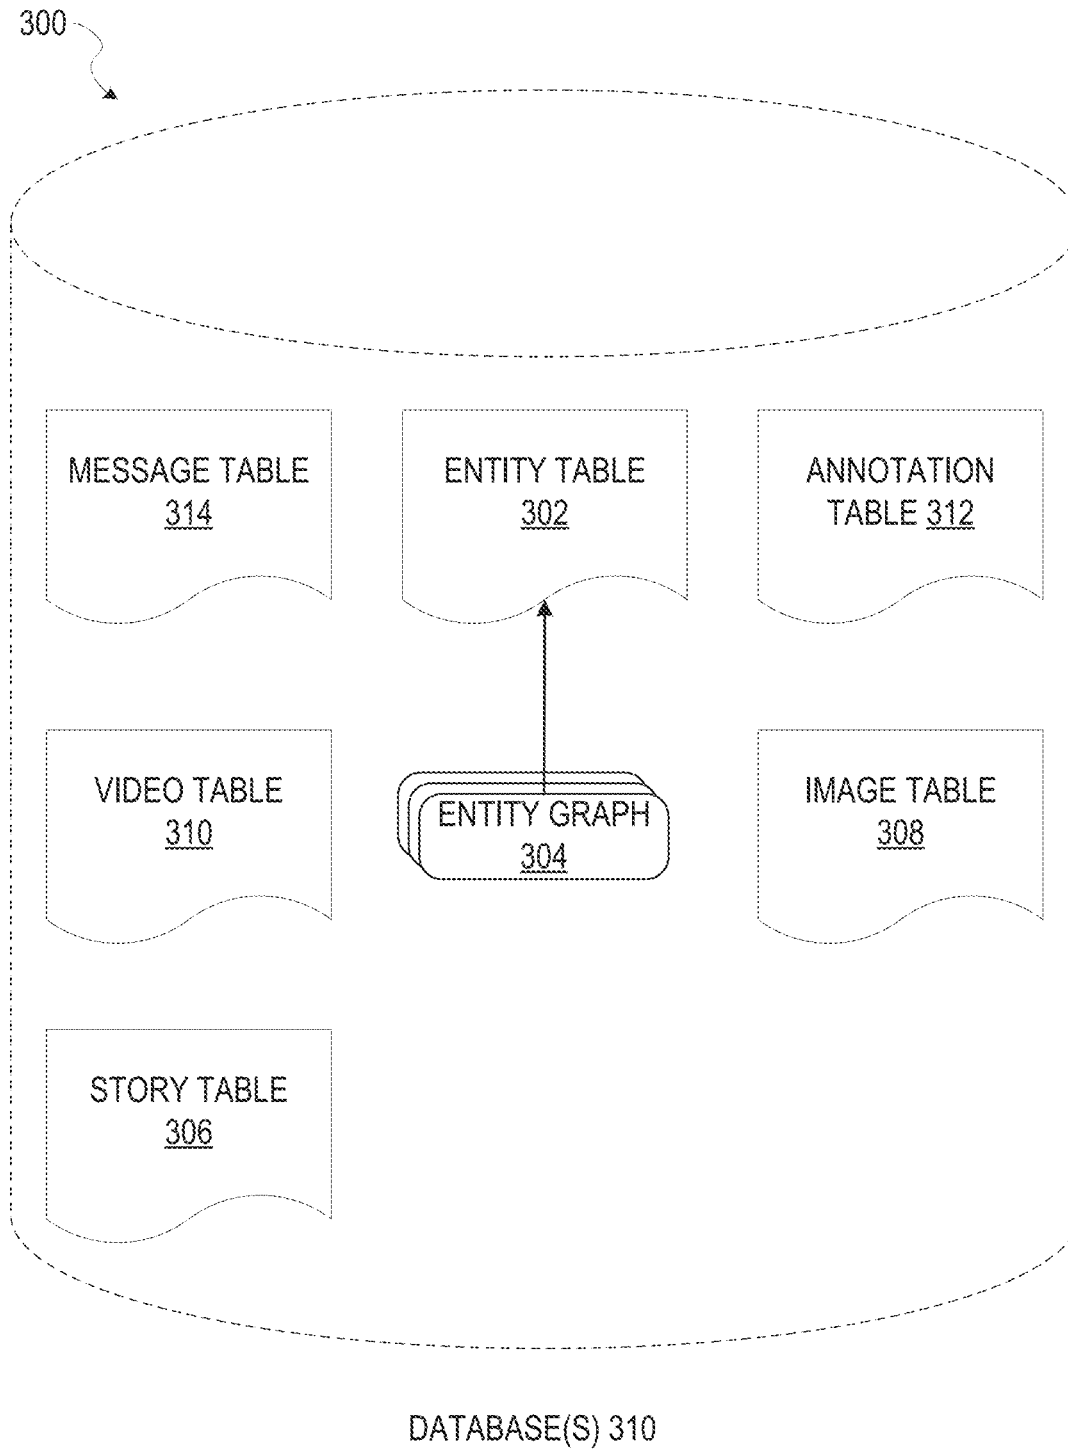 300
MESSAGE TABLE
314
ENTITY TABLE
302
ANNOTATION
TABLE 312
VIDEO TABLE
310
ENTITY GRAPH
304
IMAGE TABLE
308
STORY TABLE
306
DATABASE(S) 310